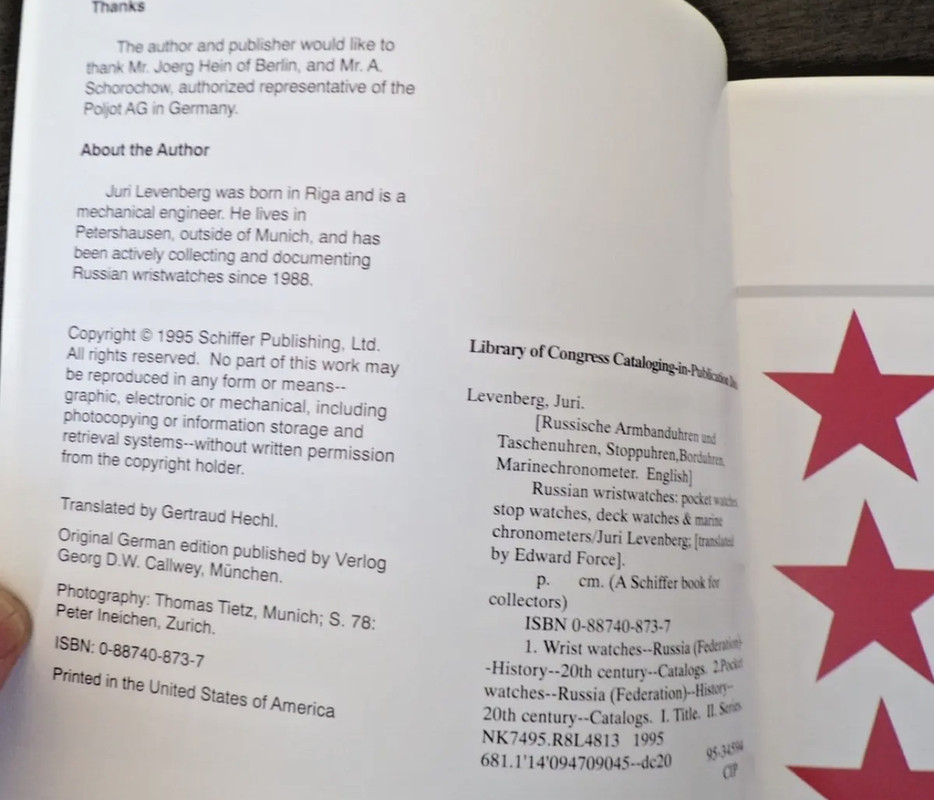 Thanks
The author and publisher would like to
thank Mr. Joerg Hein of Berlin, and Mr. A.
Schorochow, authorized representative of the
Poljot AG in Germany.
About the Author
Juri Levenberg was born in Riga and is a
mechanical engineer. He lives in
Petershausen, outside of Munich, and has
been actively collecting and documenting
Russian wristwatches since 1988.
Copyright © 1995 Schiffer Publishing, Ltd.
All rights reserved. No part of this work may
be reproduced in any form or means--
graphic, electronic or mechanical, including
photocopying or information storage and
retrieval systems--without written permission
from the copyright holder.
Translated by Gertraud Hechl.
Original German edition published by Verlog
Georg D.W. Callwey, München.
Photography: Thomas Tietz, Munich; S. 78:
Peter Ineichen, Zurich.
ISBN: 0-88740-873-7
Printed in the United States of America
Library of Congress Cataloging-in-Publication
Levenberg, Juri.
[Russische Armbanduhren und
Taschenuhren, Stoppuhren,Borduhren,
Marinechronometer. English]
Russian wristwatches: pocket watches,
stop watches, deck watches & marine
chronometers/Juri Levenberg; [translated
by Edward Force].
p. cm. (A Schiffer book for
collectors)
ISBN 0-88740-873-7
1. Wrist watches--Russia (Federation)-
-History--20th century--Catalogs. 2.Pocket
watches--Russia (Federation)--History--
20th century--Catalogs. I. Title. II. Series
NK7495.R8L4813 1995
681.1'14'094709045--dc20 95-34594
CIP